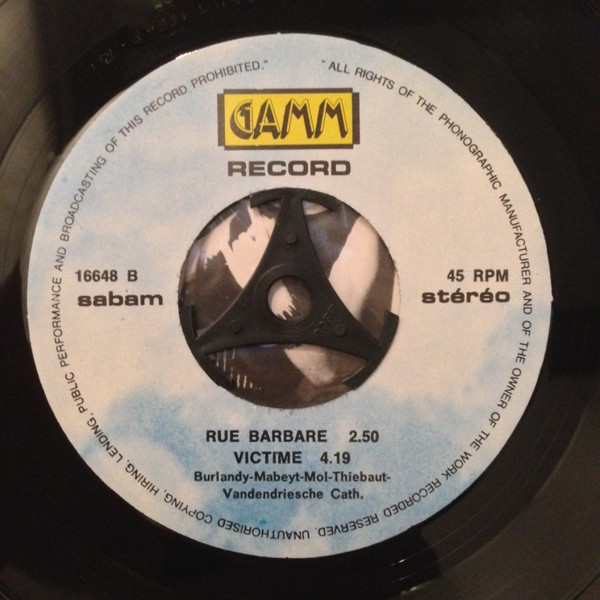 GAMM
RECORD
16648 B
sabam
45 RPM
stéréo
RUE BARBARE 2.50
VICTIME 4.19
Burlandy-Mabeyt-Mol-Thiebaut-
Vandendriesche Cath.
"ALL RIGHTS OF THE PHONOGRAPHIC MANUFACTURER AND OF THE OWNER OF THE WORK RECORDED RESERVED. UNAUTHORISED COPYING, HIRING, LENDING, PUBLIC PERFORMANCE AND BROADCASTING OF THIS RECORD PROHIBITED."